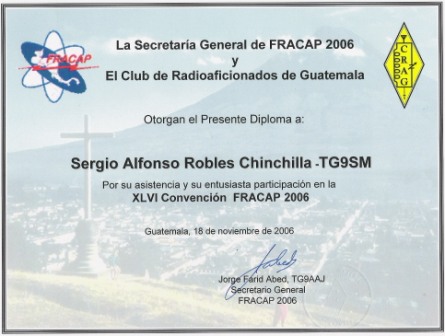 FRACAP
La Secretaría General de FRACAP 2006
y
El Club de Radioaficionados de Guatemala
C
R
A
G
Otorgan el Presente Diploma a:
Sergio Alfonso Robles Chinchilla -TG9SM
Por su asistencia y su entusiasta participación en la
XLVI Convención FRACAP 2006
Guatemala, 18 de noviembre de 2006
Jorge Farid Abed, TG9AAJ
Secretario General
FRACAP 2006